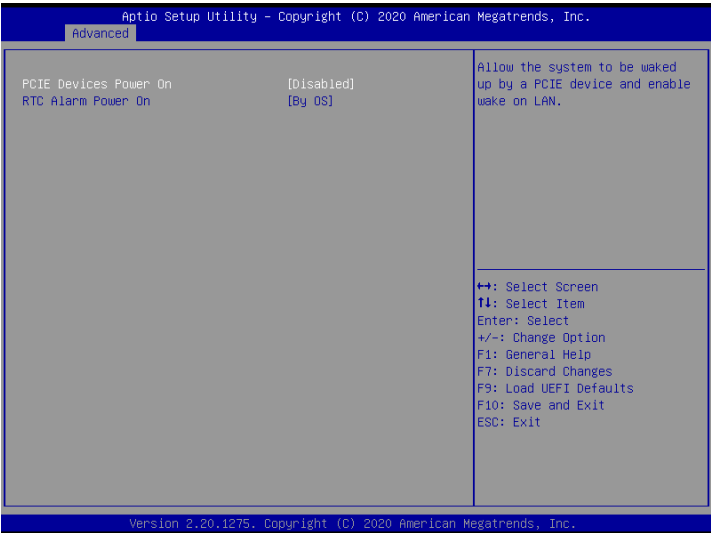 Aptio Setup Utility – Copyright (C) 2020 American Megatrends, Inc.
Advanced
PCIE Devices Power On [Disabled]
RTC Alarm Power On [By OS]
Allow the system to be waked
up by a PCIE device and enable
wake on LAN.
↔: Select Screen
↑↓: Select Item
Enter: Select
+/-: Change Option
F1: General Help
F7: Discard Changes
F9: Load UEFI Defaults
F10: Save and Exit
ESC: Exit
Version 2.20.1275. Copyright (C) 2020 American Megatrends, Inc.